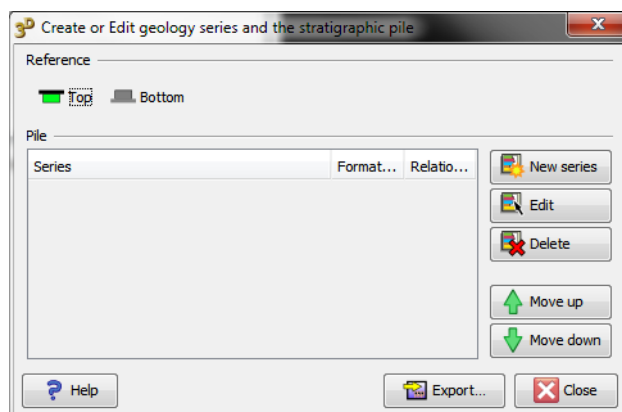 3D Create or Edit geology series and the stratigraphic pile
Reference
Top Bottom
Pile
Series Format... Relatio...
New series
Edit
Delete
Move up
Move down
Help Export... Close